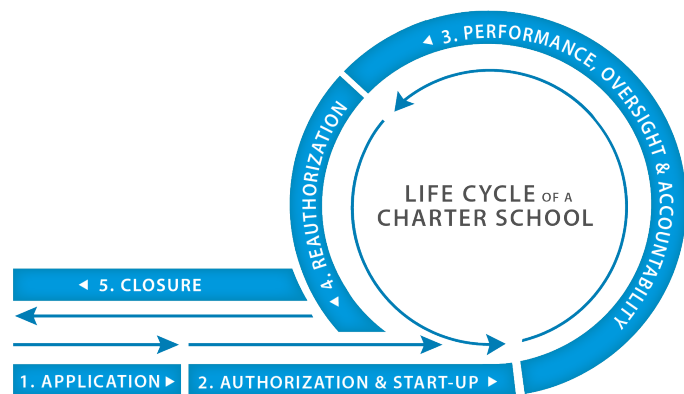 LIFE CYCLE OF A
CHARTER SCHOOL
1. APPLICATION
2. AUTHORIZATION & START-UP
3. PERFORMANCE, OVERSIGHT & ACCOUNTABILITY
4. REAUTHORIZATION
5. CLOSURE